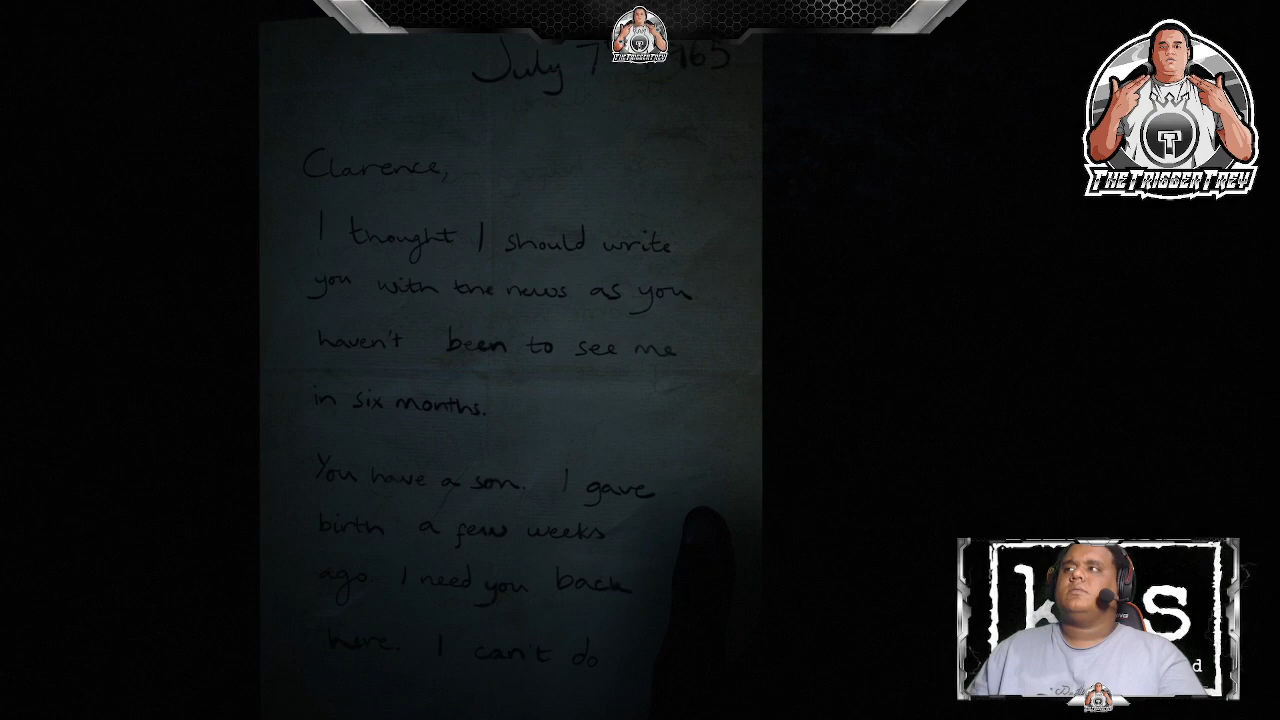 THETRIGGERTREY
July 7
Clarence,
I thought I should write
you with the news as you
haven't been to see me
in six months.
You have a son. I gave
birth a few weeks
ago. I need you back
here. I can't do
T
THETRIGGERTREY